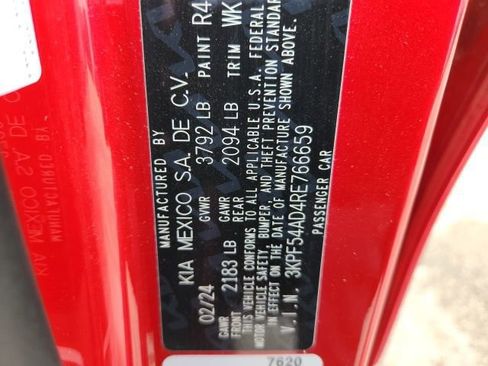 MANUFACTURED BY
KIA MEXICO S.A. DE C.V.
02/24 GVWR 3792 LB PAINT R4
GAWR FRONT 2183 LB GAWR REAR 2094 LB TRIM WK
THIS VEHICLE CONFORMS TO ALL APPLICABLE U.S.A. FEDERAL
MOTOR VEHICLE SAFETY, BUMPER, AND THEFT PREVENTION STANDAR
IN EFFECT ON THE DATE OF MANUFACTURE SHOWN ABOVE.
V.I.N. 3KPF54AD4RE766659
PASSENGER CAR
7620